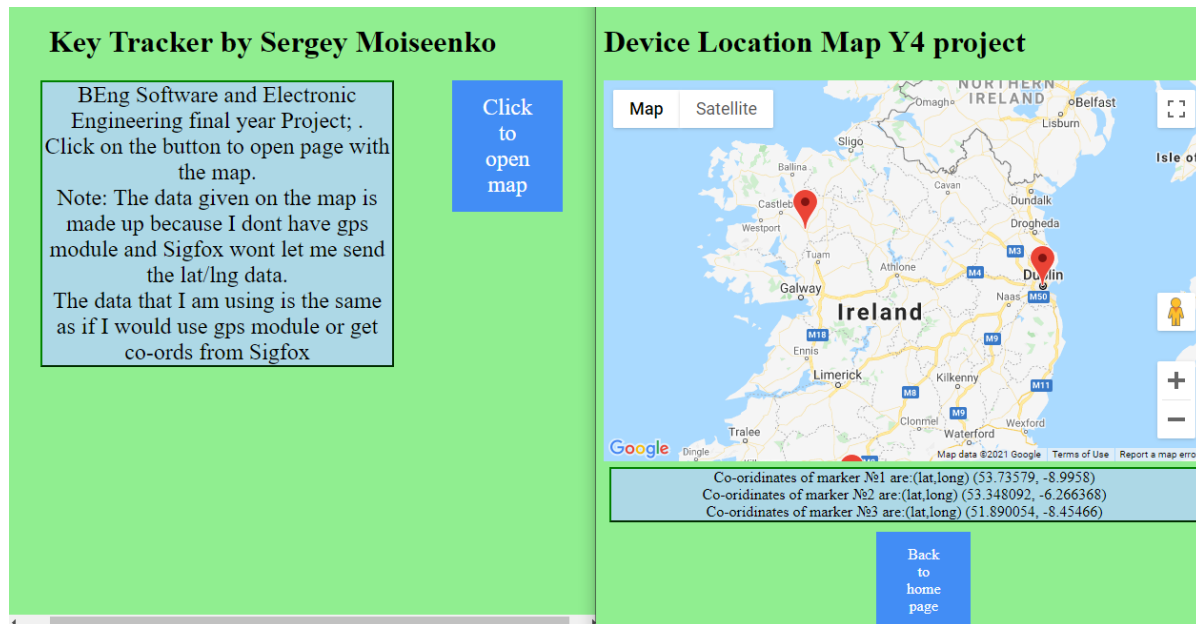 Key Tracker by Sergey Moiseenko
BEng Software and Electronic
Engineering final year Project; .
Click on the button to open page with
the map.
Note: The data given on the map is
made up because I dont have gps
module and Sigfox wont let me send
the lat/lng data.
The data that I am using is the same
as if I would use gps module or get
co-ords from Sigfox
Click
to
open
map
Device Location Map Y4 project
Map
Satellite
NORTHERN
IRELAND
Omagh
Belfast
Lisburn
Sligo
Isle of
Ballina
Cavan
Castleb
Dundalk
Westport
Drogheda
Tuam
M3
Athlone
M4
Dublin
Galway
Naas
M50
Ireland
M18
M9
Ennis
Limerick
Kilkenny
M11
M8
M9
Clonmel
Wexford
Tralee
Waterford
Google
Dingle
Map data ©2021 Google
Terms of Use
Report a map erro
Co-oridinates of marker №1 are:(lat,long) (53.73579, -8.9958)
Co-oridinates of marker №2 are:(lat,long) (53.348092, -6.266368)
Co-oridinates of marker №3 are:(lat,long) (51.890054, -8.45466)
Back
to
home
page